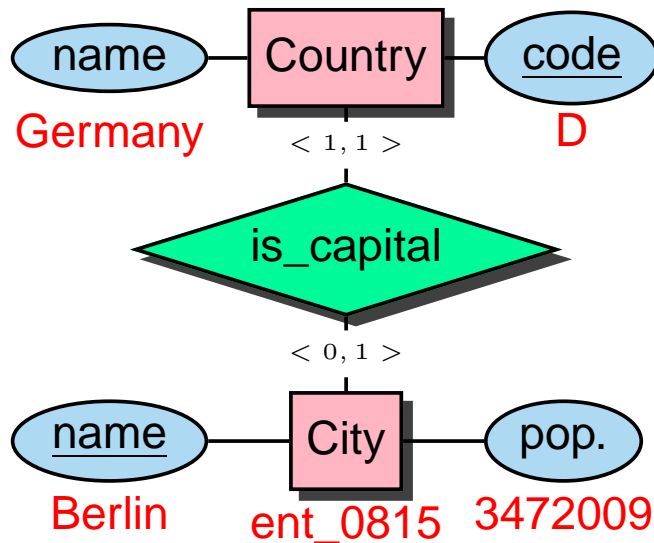 name Country code
Germany D
< 1, 1 >
is_capital
< 0, 1 >
name City pop.
Berlin ent_0815 3472009